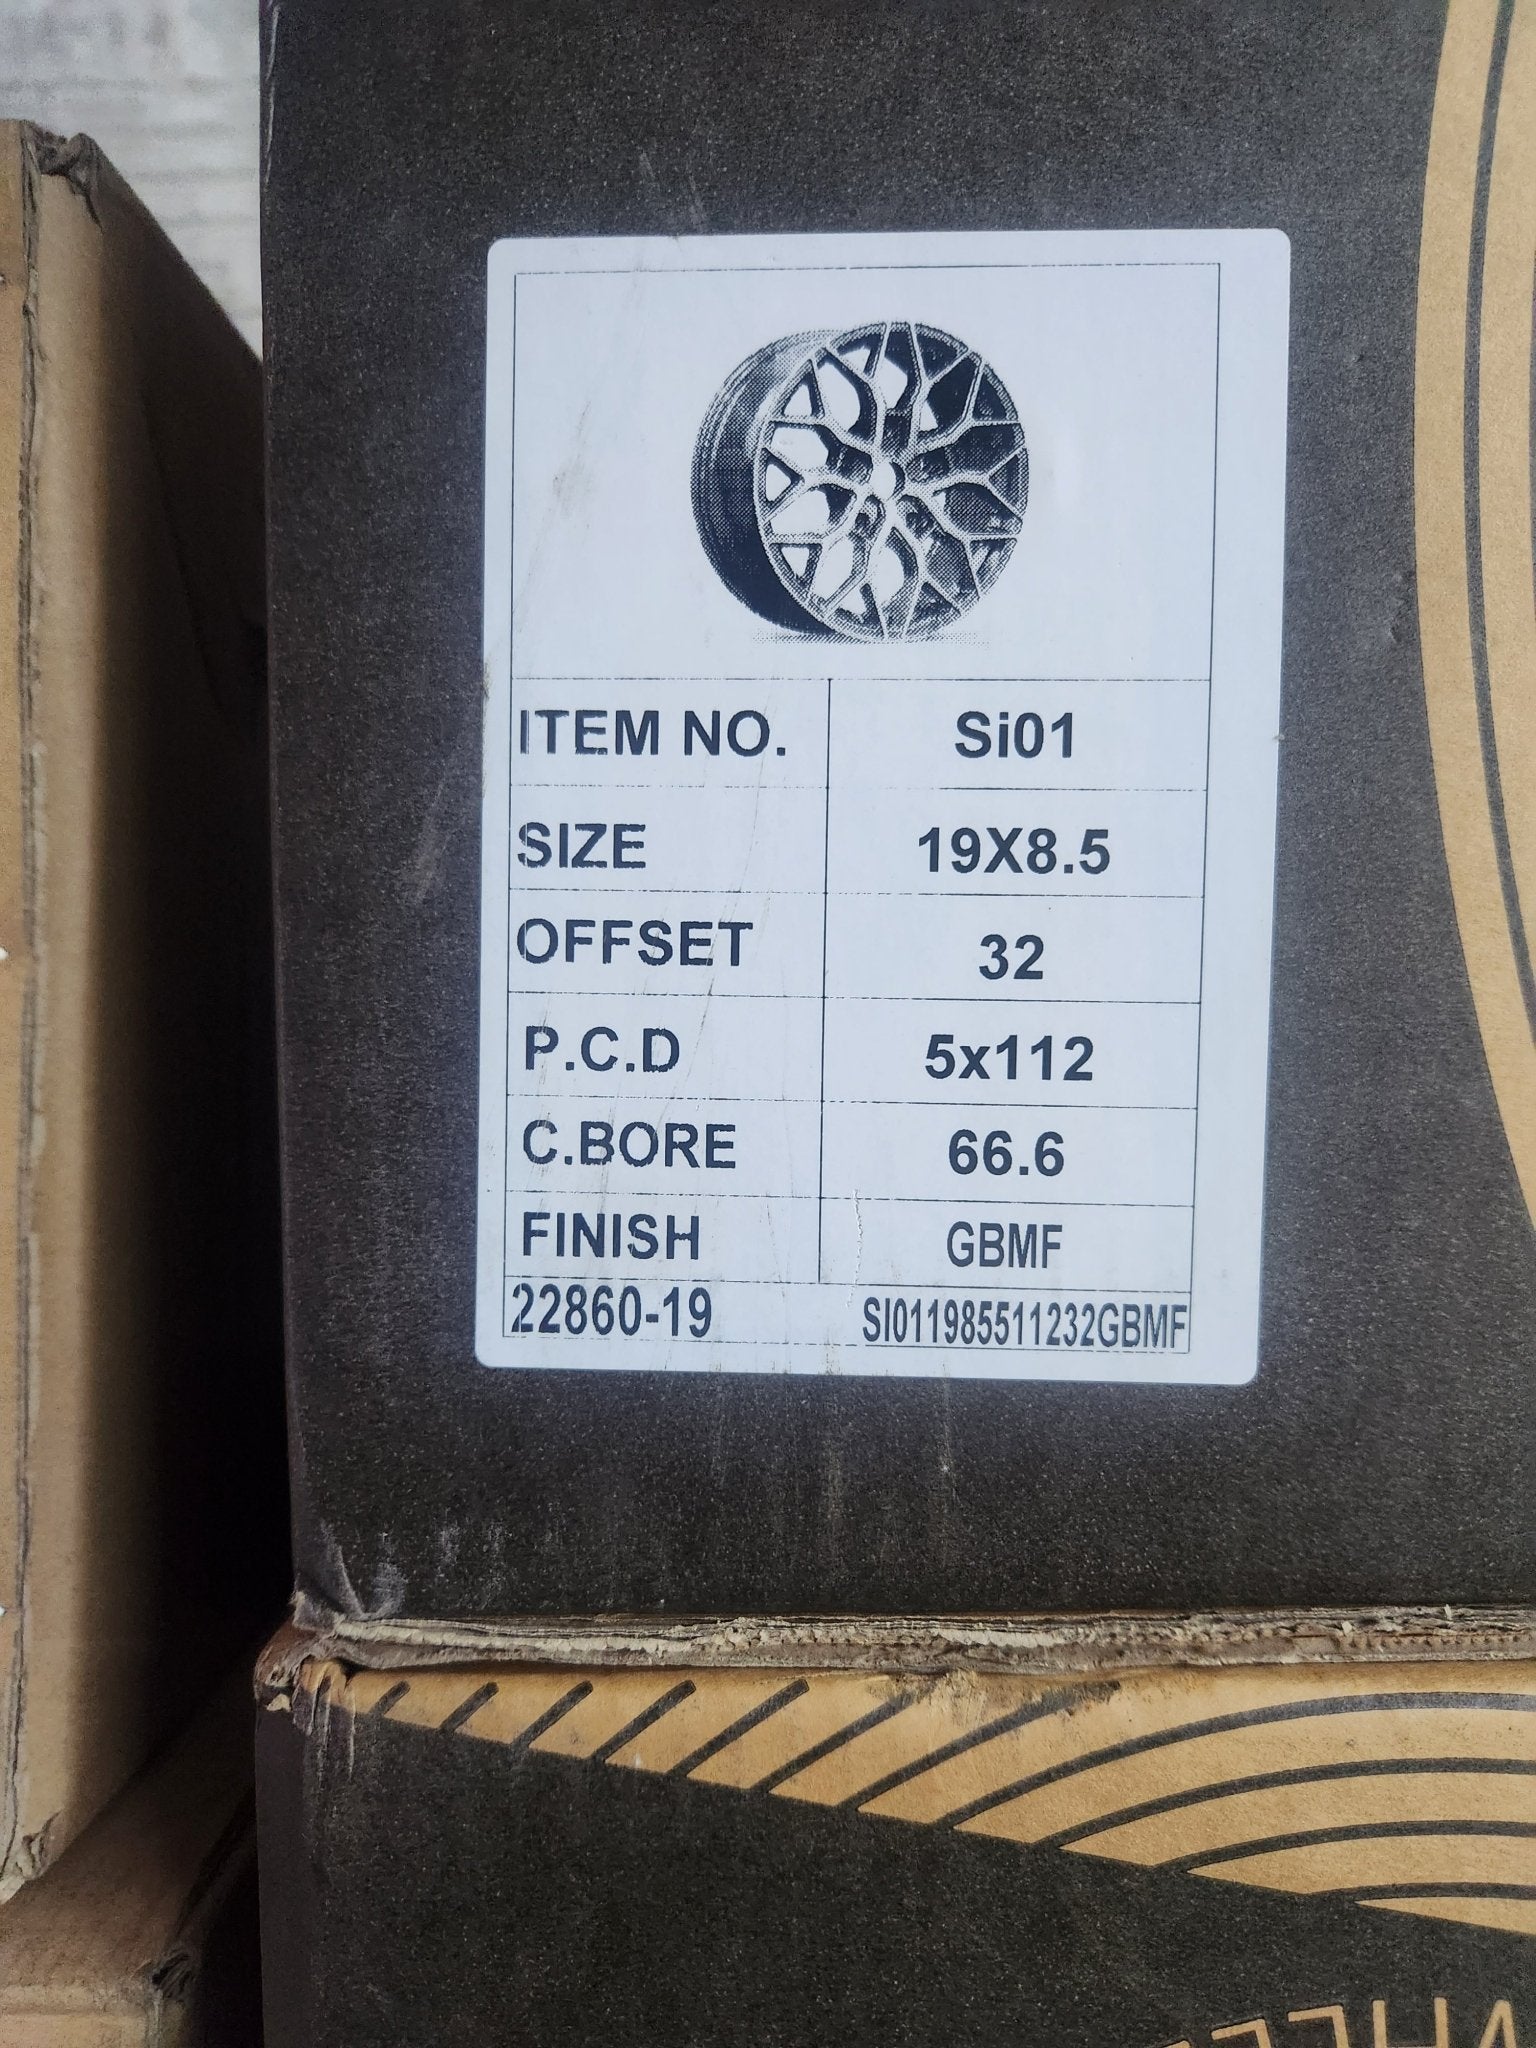 ITEM NO. Si01
SIZE 19X8.5
OFFSET 32
P.C.D 5x112
C.BORE 66.6
FINISH GBMF
22860-19 SI011985511232GBMF